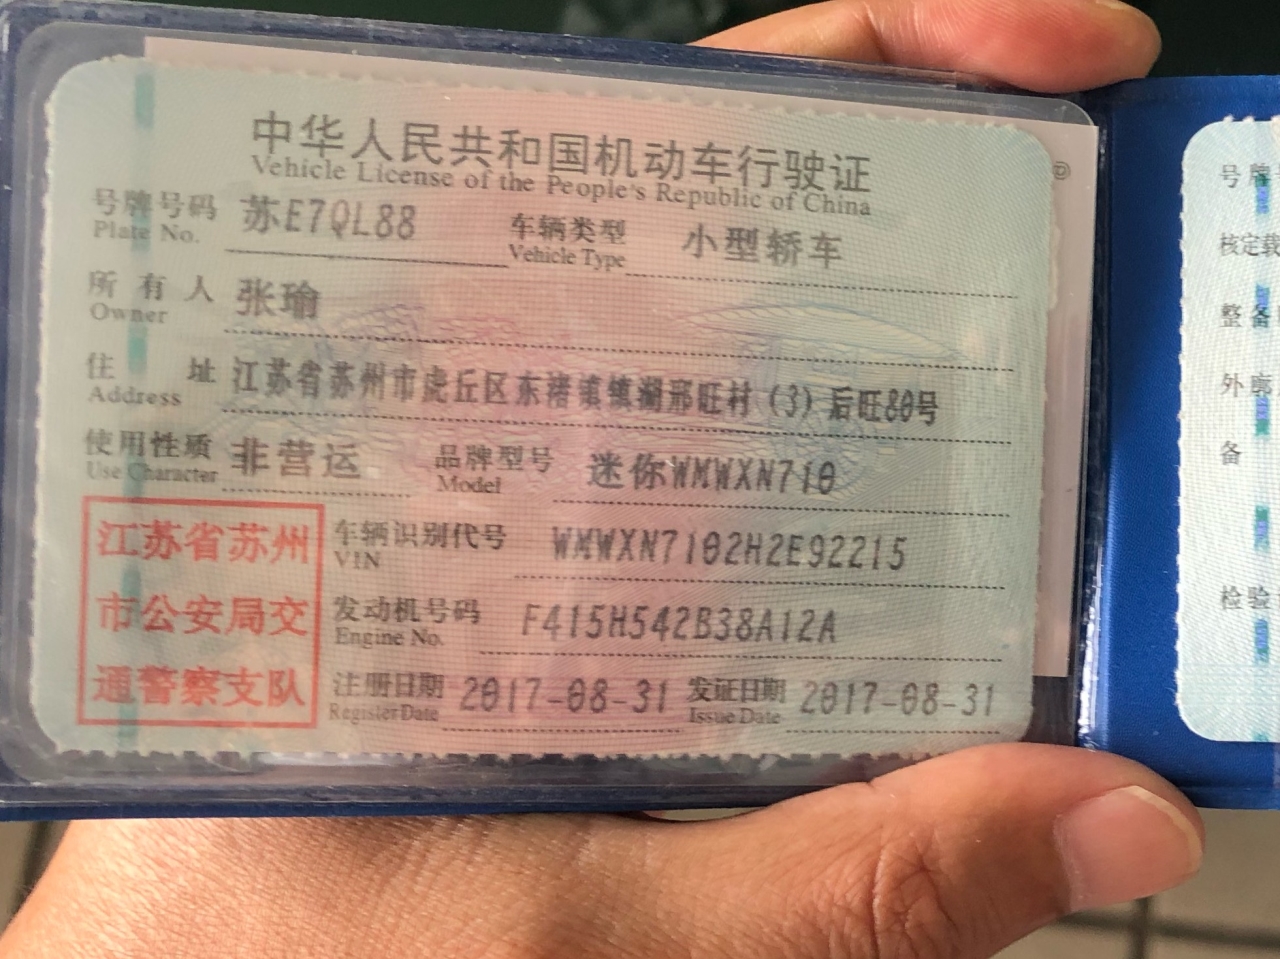 中华人民共和国机动车行驶证
Vehicle License of the People's Republic of China
号牌号码 苏E7QL88 车辆类型 小型轿车
Plate No. Vehicle Type
所有人 张瑜
Owner
住址 江苏省苏州市虎丘区东渚镇镇湖邢旺村（3）后旺80号
Address
使用性质 非营运 品牌型号 迷你WMWXN710
Use Character Model
江苏省苏州 车辆识别代号 WMWXN7102H2E92215
VIN
市公安局交 发动机号码 F415H542B38A12A
Engine No.
通警察支队 注册日期 2017-08-31 发证日期 2017-08-31
Register Date Issue Date
号牌
核定载
整备
外廓
备
检验